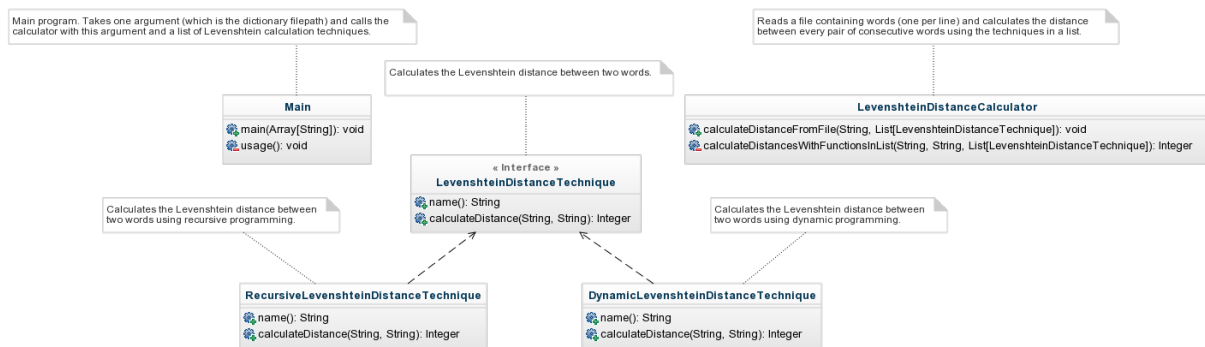 Main program. Takes one argument (which is the dictionary filepath) and calls the
calculator with this argument and a list of Levenshtein calculation techniques.
Reads a file containing words (one per line) and calculates the distance
between every pair of consecutive words using the techniques in a list.
Calculates the Levenshtein distance between two words.
Main
main(Array[String]): void
usage(): void
LevenshteinDistanceCalculator
calculateDistanceFromFile(String, List[LevenshteinDistanceTechnique]): void
calculateDistancesWithFunctionsInList(String, String, List[LevenshteinDistanceTechnique]): Integer
« Interface »
LevenshteinDistanceTechnique
name(): String
calculateDistance(String, String): Integer
Calculates the Levenshtein distance between
two words using recursive programming.
Calculates the Levenshtein distance between
two words using dynamic programming.
RecursiveLevenshteinDistanceTechnique
name(): String
calculateDistance(String, String): Integer
DynamicLevenshteinDistanceTechnique
name(): String
calculateDistance(String, String): Integer